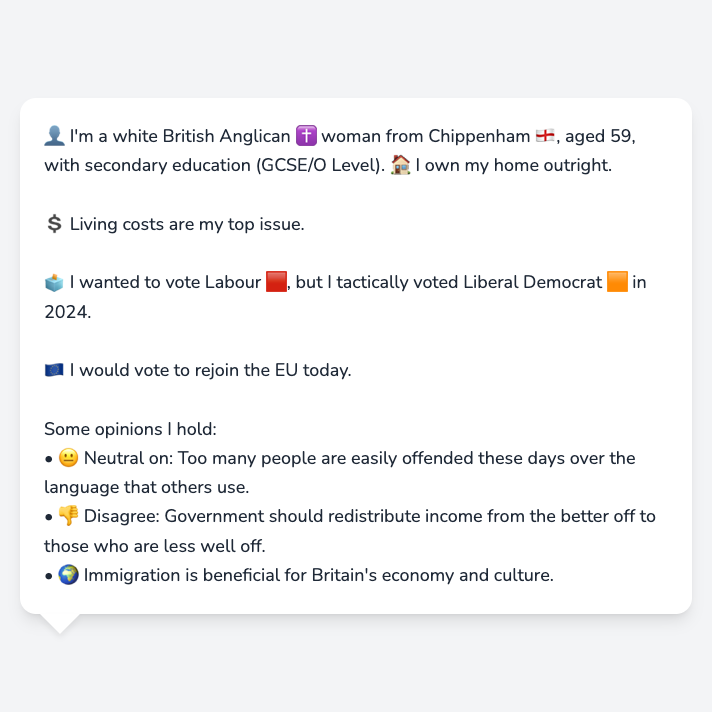 👤 I'm a white British Anglican ✝️ woman from Chippenham 🏴󠁧󠁢󠁥󠁮󠁧󠁿, aged 59,
with secondary education (GCSE/O Level). 🏠 I own my home outright.
💲 Living costs are my top issue.
🗳️ I wanted to vote Labour 🟥, but I tactically voted Liberal Democrat 🟧 in
2024.
🇪🇺 I would vote to rejoin the EU today.
Some opinions I hold:
• 😐 Neutral on: Too many people are easily offended these days over the
language that others use.
• 👎 Disagree: Government should redistribute income from the better off to
those who are less well off.
• 🌍 Immigration is beneficial for Britain's economy and culture.